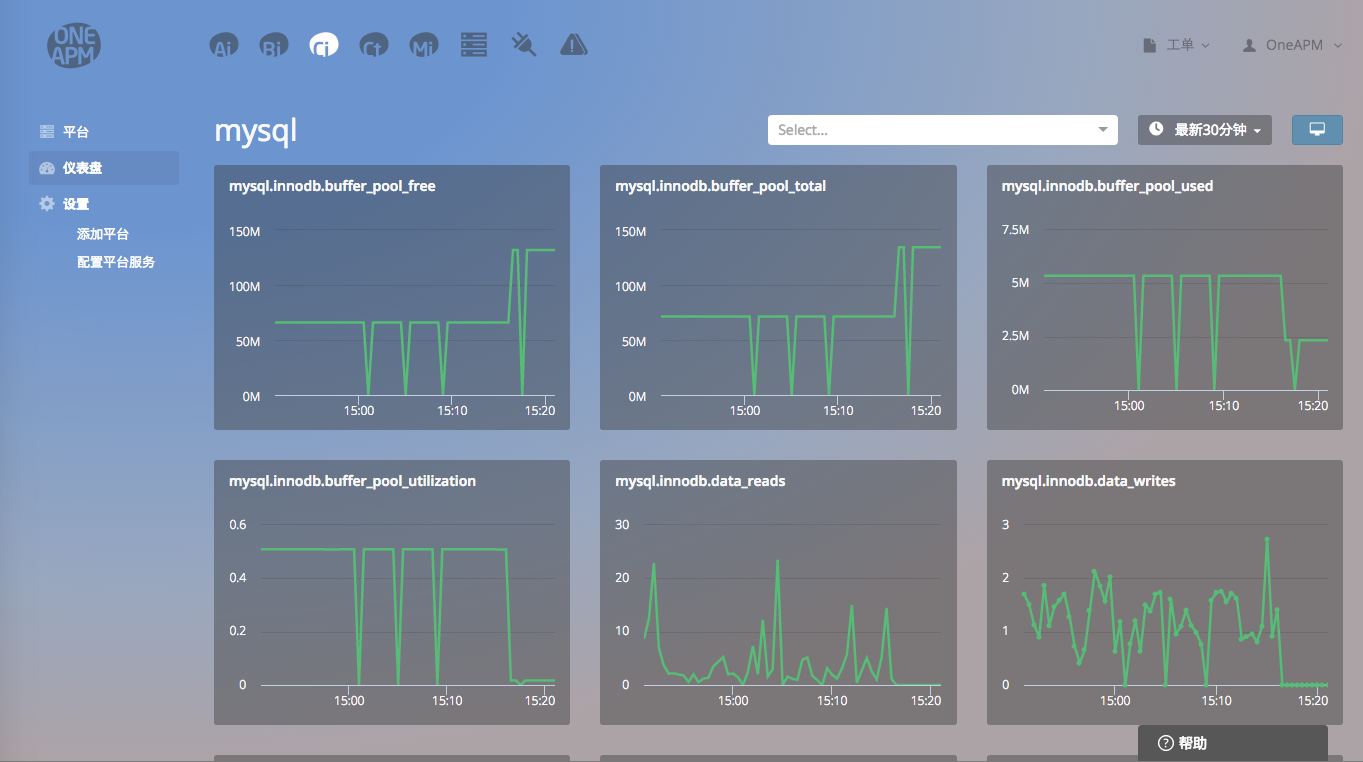 ONE
APM
Ai
Bi
Ci
Ct
Mi
工单
OneAPM
平台
仪表盘
设置
添加平台
配置平台服务
mysql
Select...
最新30分钟
mysql.innodb.buffer_pool_free
150M
100M
50M
0M
15:00
15:10
15:20
mysql.innodb.buffer_pool_total
150M
100M
50M
0M
15:00
15:10
15:20
mysql.innodb.buffer_pool_used
7.5M
5M
2.5M
0M
15:00
15:10
15:20
mysql.innodb.buffer_pool_utilization
0.6
0.4
0.2
0
15:00
15:10
15:20
mysql.innodb.data_reads
30
20
10
0
15:00
15:10
15:20
mysql.innodb.data_writes
3
2
1
0
15:00
15:10
15:20
帮助